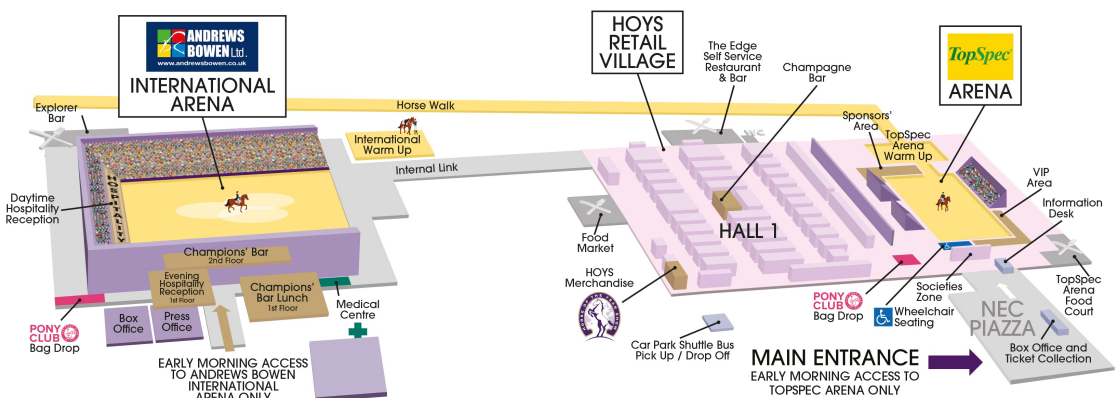 ANDREWS
BOWEN Ltd.
www.andrewsbowen.co.uk
INTERNATIONAL
ARENA
HOYS
RETAIL
VILLAGE
The Edge
Self Service
Restaurant
& Bar
Champagne
Bar
TopSpec
ARENA
Explorer
Bar
Horse Walk
International
Warm Up
Internal Link
Sponsors'
Area
TopSpec
Arena
Warm Up
VIP
Area
Information
Desk
Daytime
Hospitality
Reception
HOSPITALITY
Food
Market
HALL 1
Champions' Bar
2nd Floor
Evening
Hospitality
Reception
1st Floor
Champions'
Bar Lunch
1st Floor
HOYS
Merchandise
HORSE OF THE YEAR SHOW
PONY
CLUB
Bag Drop
Box
Office
Press
Office
Medical
Centre
EARLY MORNING ACCESS
TO ANDREWS BOWEN
INTERNATIONAL
ARENA ONLY
Car Park Shuttle Bus
Pick Up / Drop Off
PONY
CLUB
Bag Drop
Wheelchair
Seating
Societies
Zone
TopSpec
Arena
Food
Court
NEC
PIAZZA
Box Office and
Ticket Collection
MAIN ENTRANCE
EARLY MORNING ACCESS TO
TOPSPEC ARENA ONLY